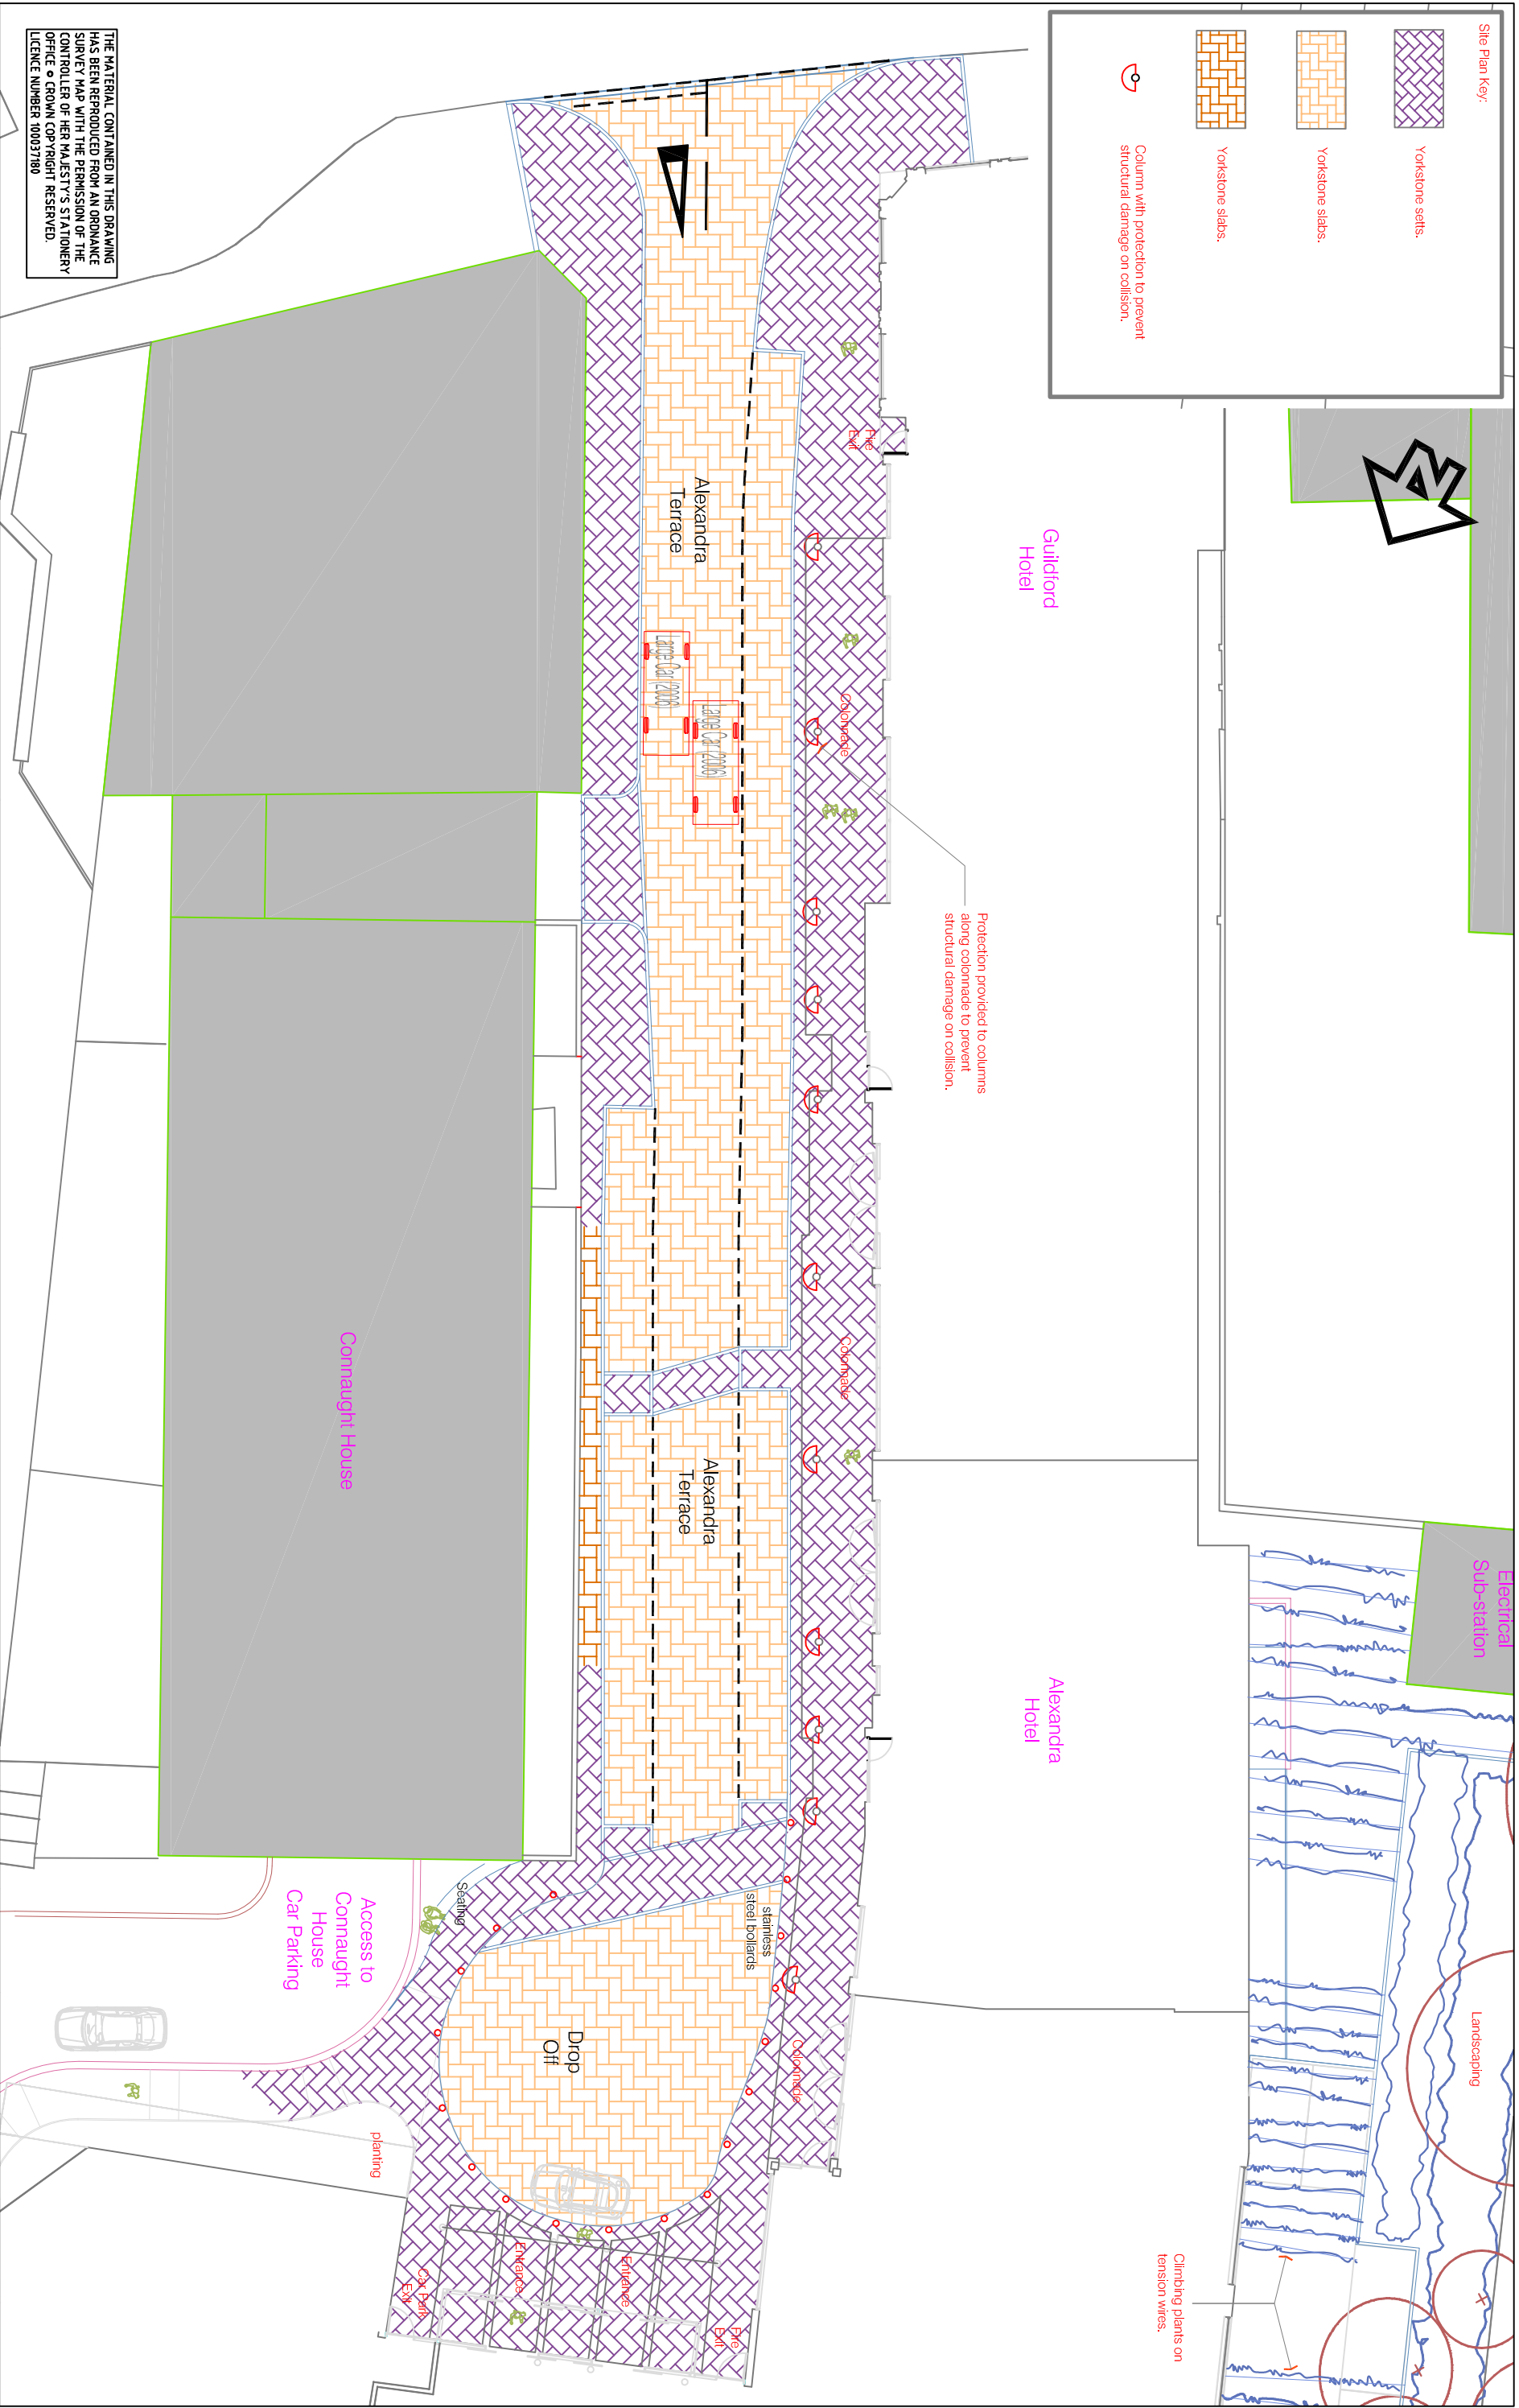 Site Plan Key:
Yorkstone setts.
Yorkstone slabs.
Yorkstone slabs.
Column with protection to prevent
structural damage on collision.
Guildford
Hotel
Fire
Exit
Alexandra
Terrace
Large Car (2006)
Large Car (2006)
Colonnade
Protection provided to columns
along colonnade to prevent
structural damage on collision.
Electrical
Sub-station
Alexandra
Hotel
Colonnade
Alexandra
Terrace
Connaught House
Landscaping
Climbing plants on
tension wires.
stainless
steel bollards
Colonnade
Drop
Off
Seating
Access to
Connaught
House
Car Parking
planting
Fire
Exit
Entrance
Entrance
Car Park
Exit
THE MATERIAL CONTAINED IN THIS DRAWING
HAS BEEN REPRODUCED FROM AN ORDNANCE
SURVEY MAP WITH THE PERMISSION OF THE
CONTROLLER OF HER MAJESTY'S STATIONERY
OFFICE © CROWN COPYRIGHT RESERVED.
LICENCE NUMBER 100037180